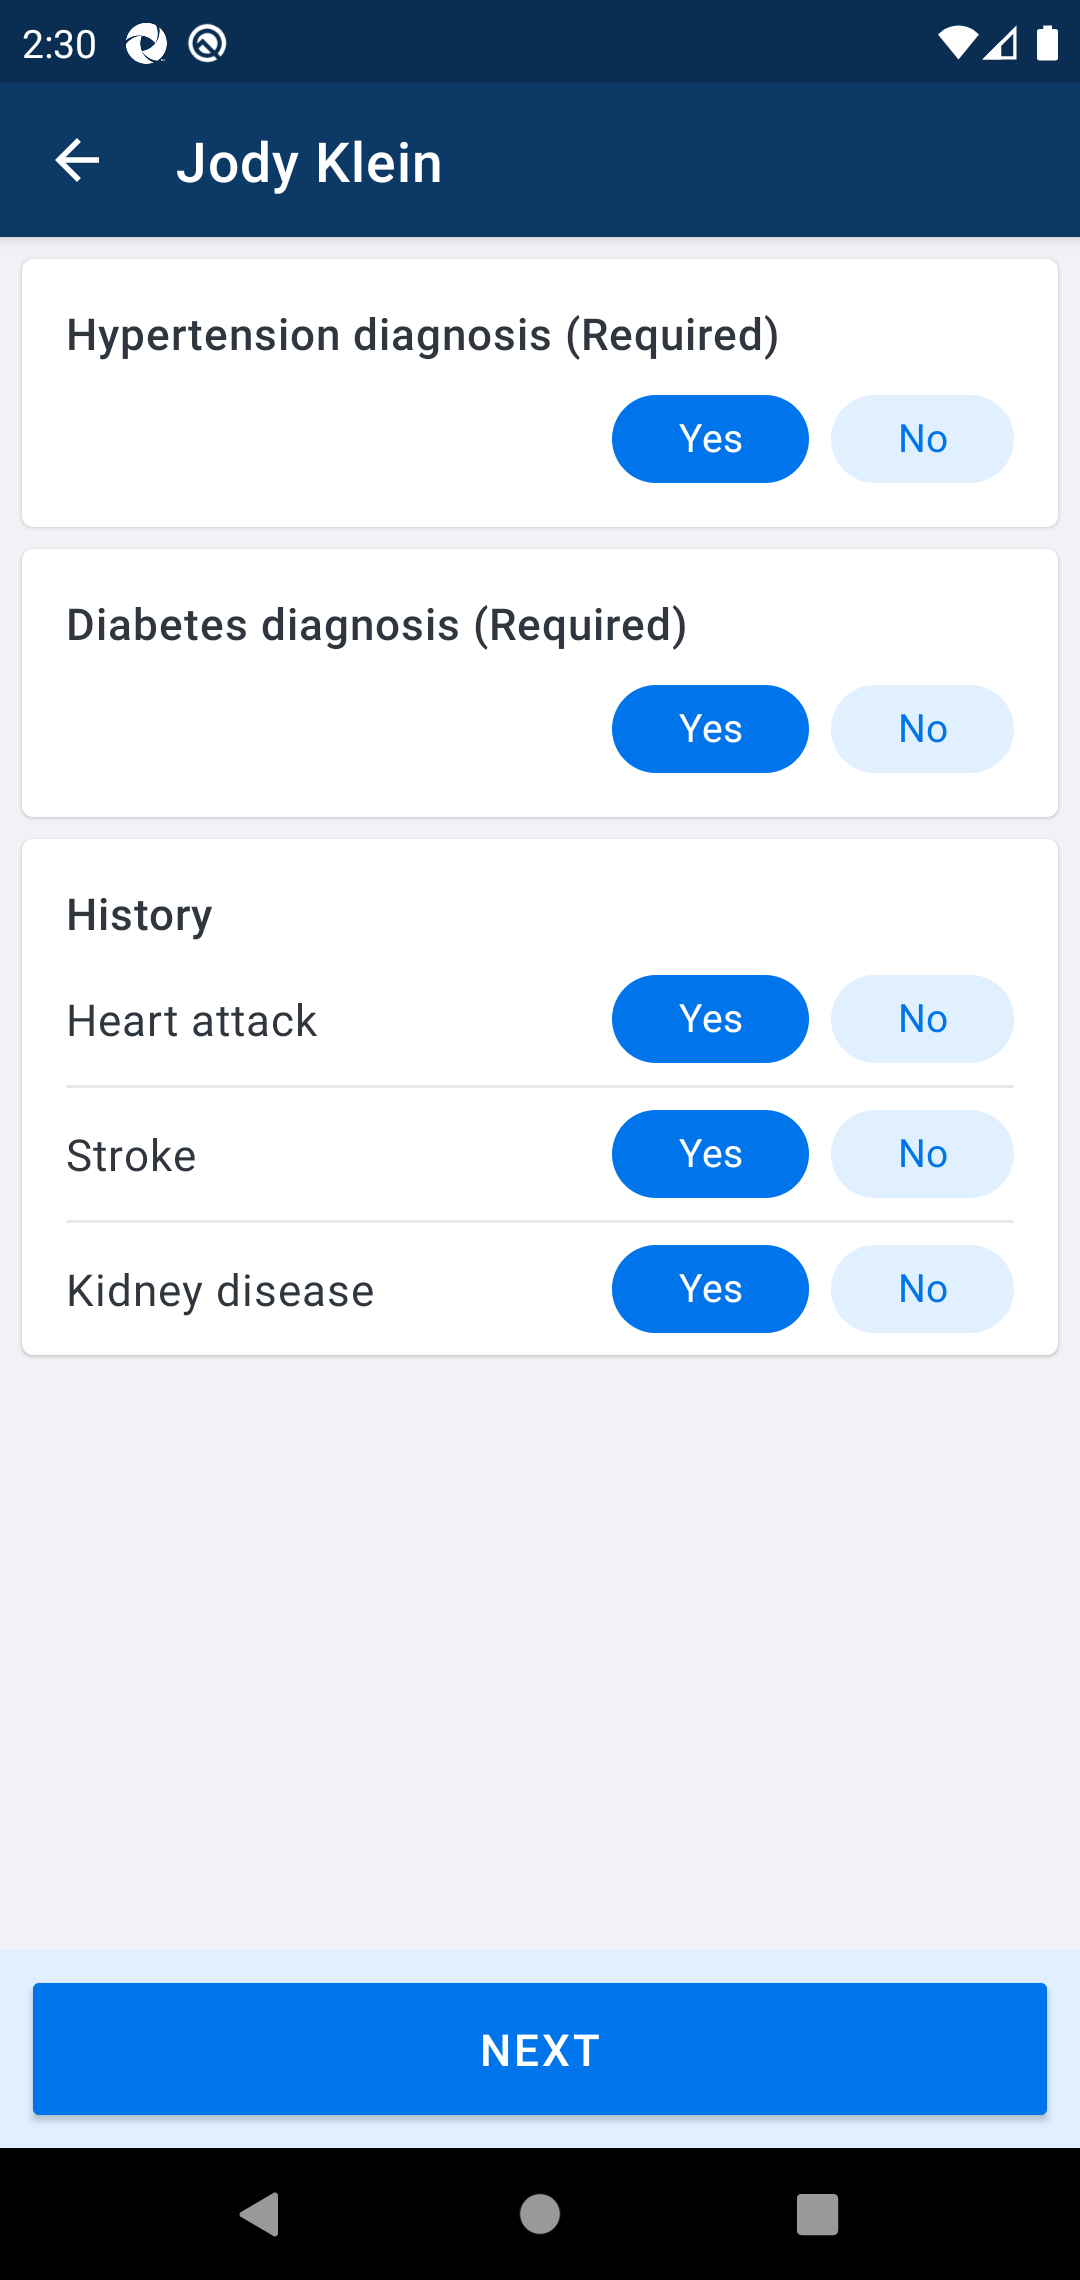 2:30
Jody Klein
Hypertension diagnosis (Required)
Yes No
Diabetes diagnosis (Required)
Yes No
History
Heart attack Yes No
Stroke Yes No
Kidney disease Yes No
NEXT